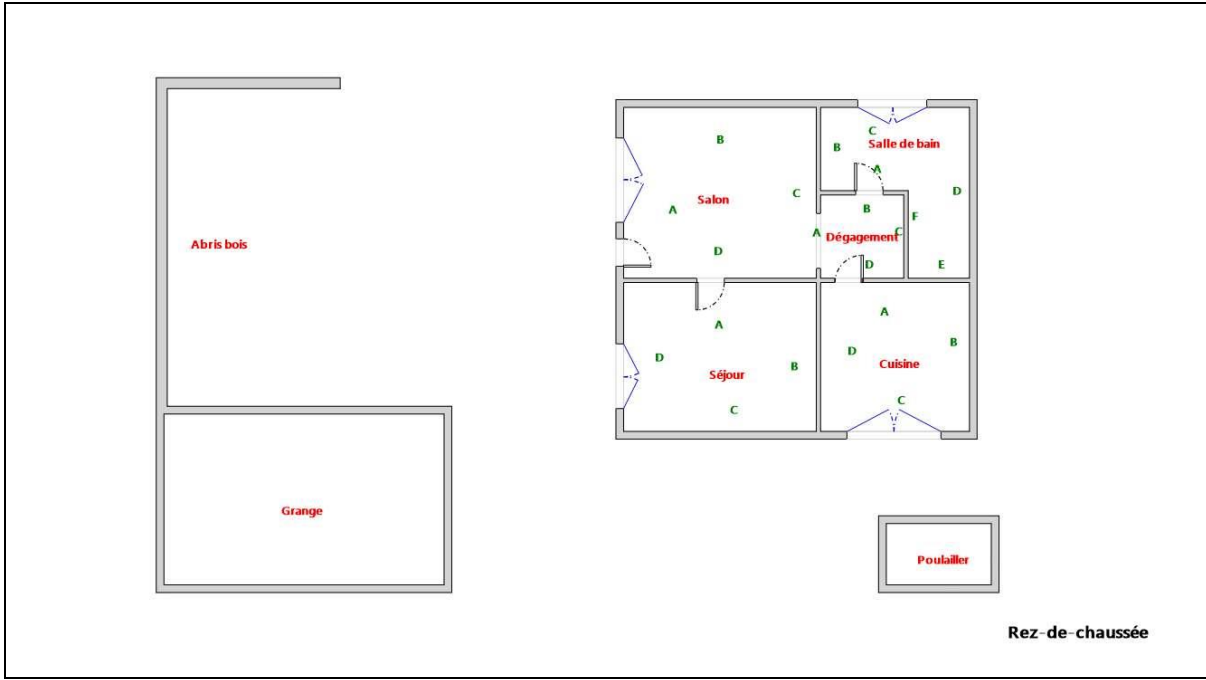 B
C
Salle de bain
B
A
Salon
C
D
A
B
F
A
C
Dégagement
Abris bois
D
D
E
A
A
D
B
D
B
Séjour
Cuisine
C
C
Grange
Poulailler
Rez-de-chaussée